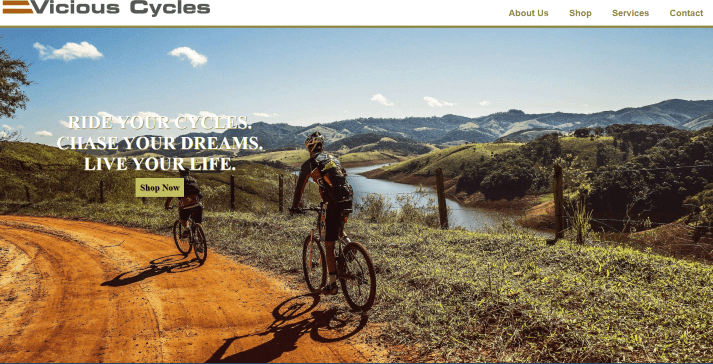 Vicious Cycles
About Us Shop Services Contact
RIDE YOUR CYCLES.
CHASE YOUR DREAMS.
LIVE YOUR LIFE.
Shop Now